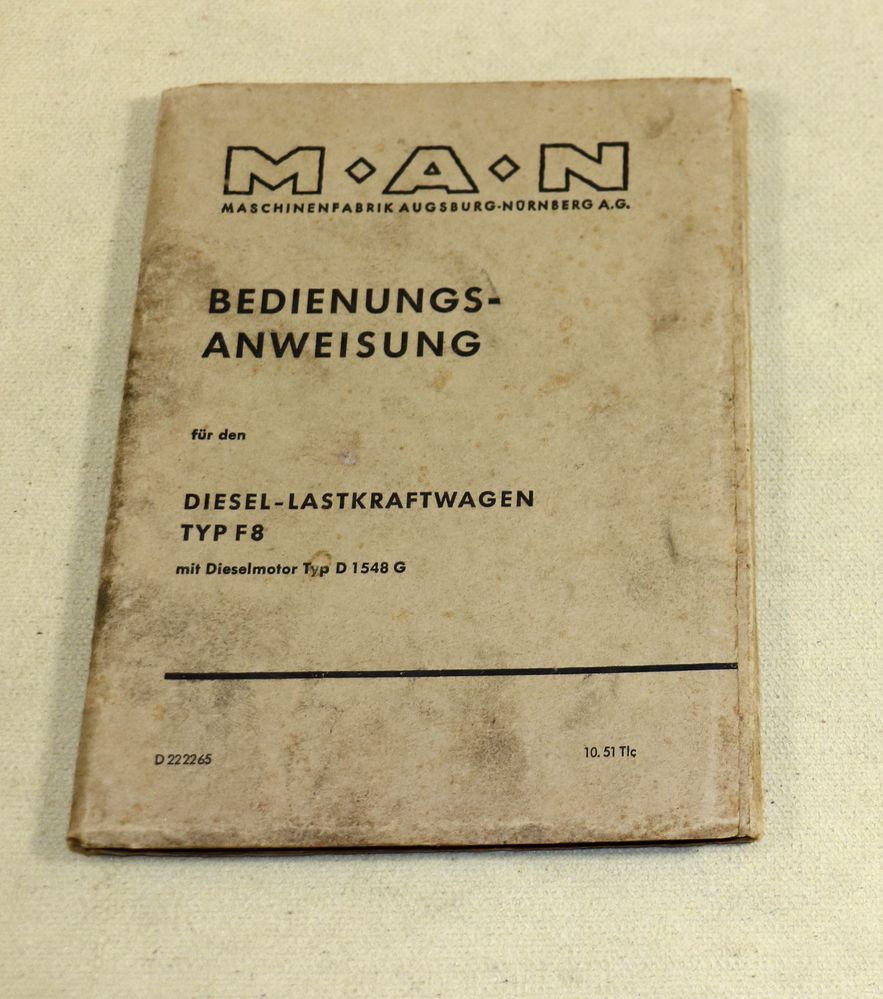 M◇A◇N
MASCHINENFABRIK AUGSBURG-NÜRNBERG A.G.
BEDIENUNGS-
ANWEISUNG
für den
DIESEL-LASTKRAFTWAGEN
TYP F8
mit Dieselmotor Typ D 1548 G
D 222265
10. 51 Tlç